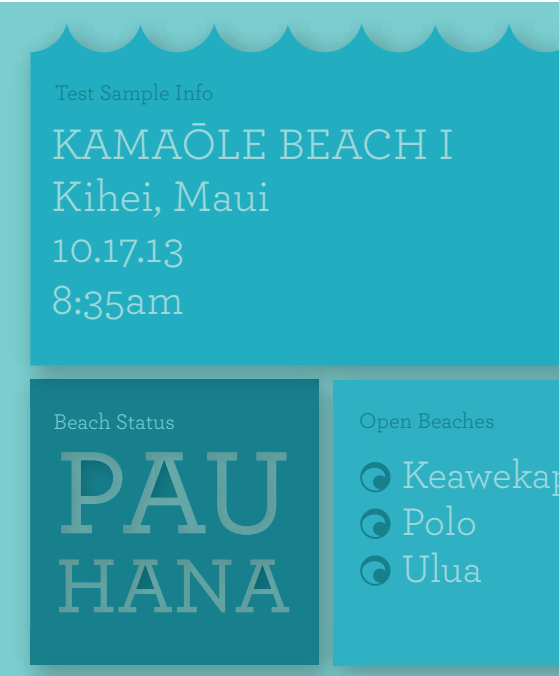 Test Sample Info
KAMAŌLE BEACH I
Kihei, Maui
10.17.13
8:35am
Beach Status
PAU
HANA
Open Beaches
Polo
Ulua